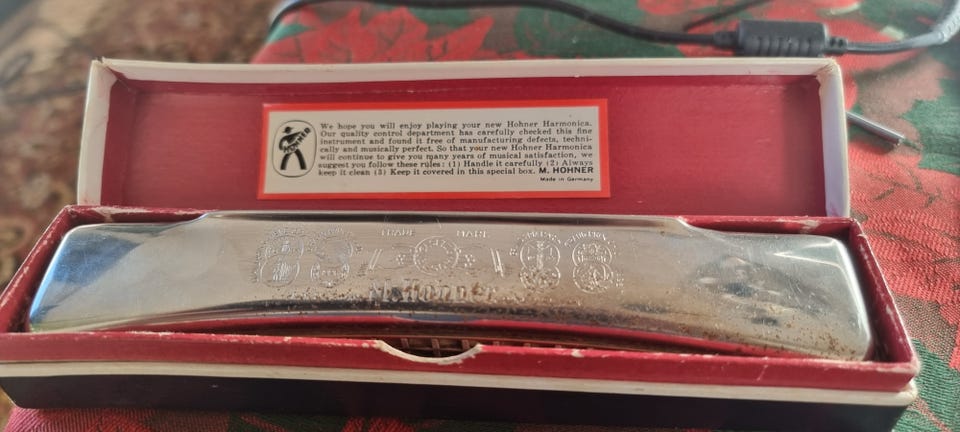 We hope you will enjoy playing your new Hohner Harmonica.
Our quality control department has carefully checked this fine
instrument and found it free of manufacturing defects, techni-
cally and musically perfect. So that your new Hohner Harmonica
will continue to give you many years of musical satisfaction, we
suggest you follow these rules: (1) Handle it carefully (2) Always
keep it clean (3) Keep it covered in this special box. M. HOHNER
Made in Germany
HOHNER
TRADE MARK
M. Hohner